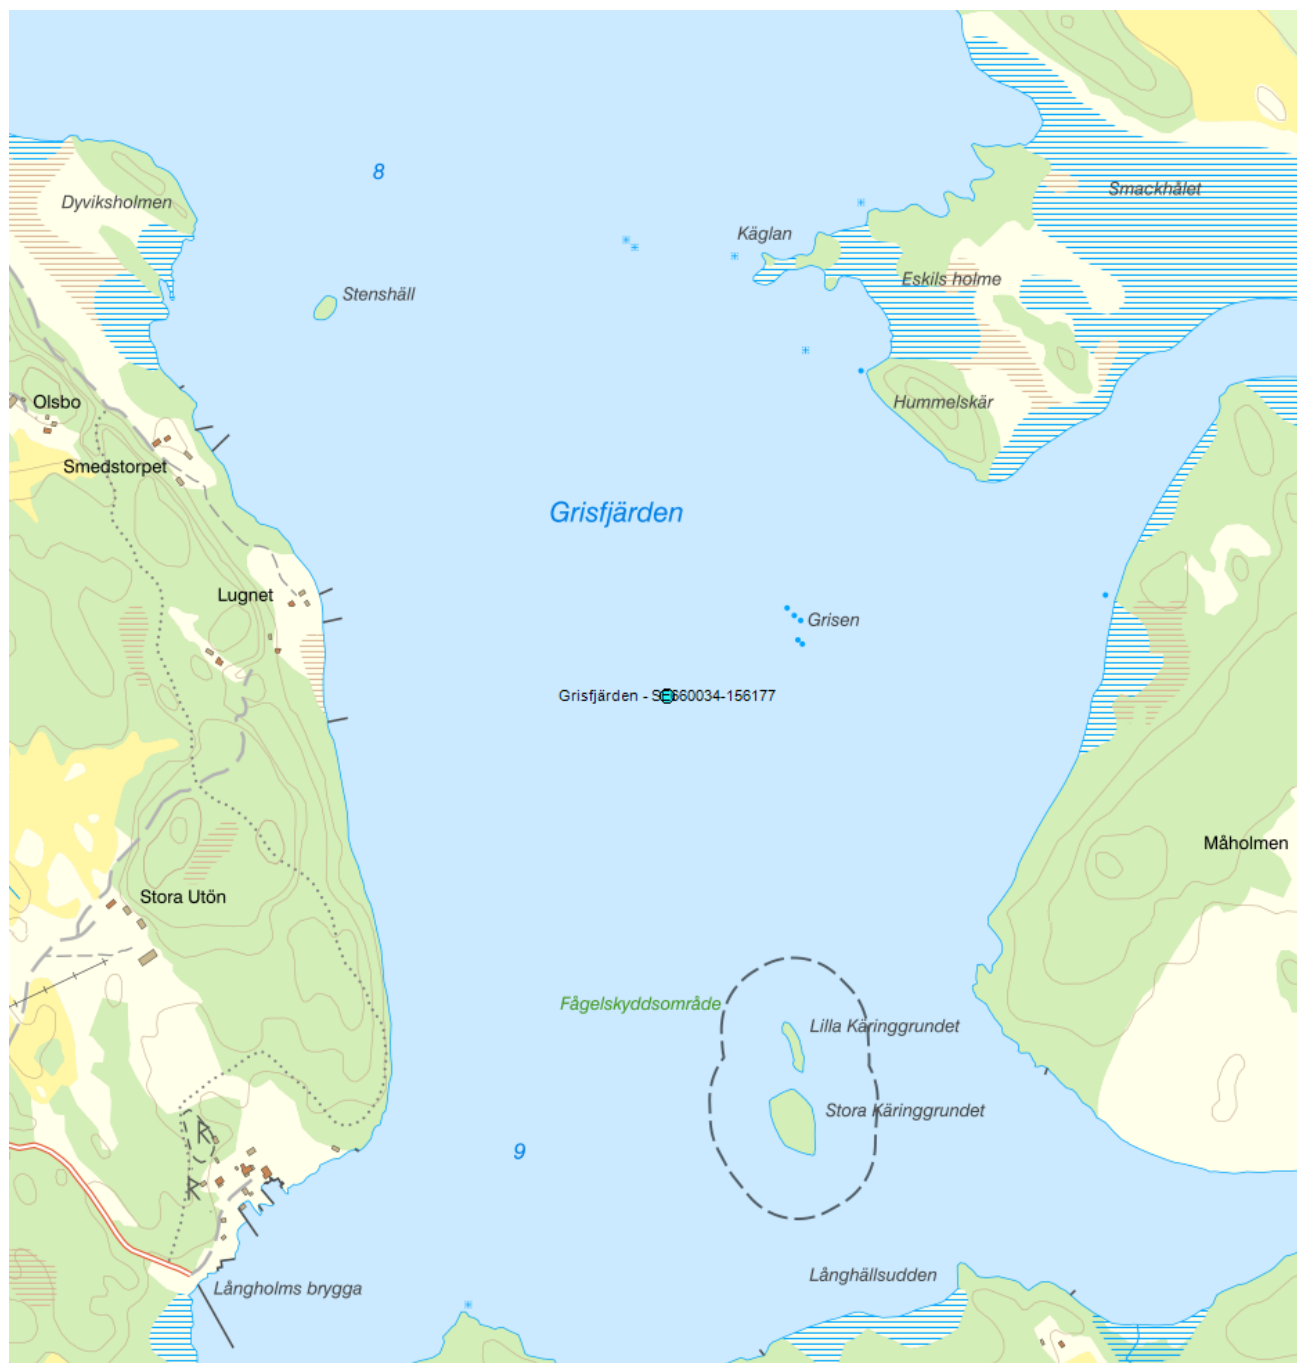 8
Smackhålet
Dyviksholmen
Käglan
Eskils holme
Stenshäll
Olsbo
Hummelskär
Smedstorpet
Grisfjärden
Lugnet
Grisen
Grisfjärden - SE660034-156177
Måholmen
Stora Utön
Fågelskyddsområde
Lilla Käringgrundet
Stora Käringgrundet
R
9
R
Långhällsudden
Långholms brygga